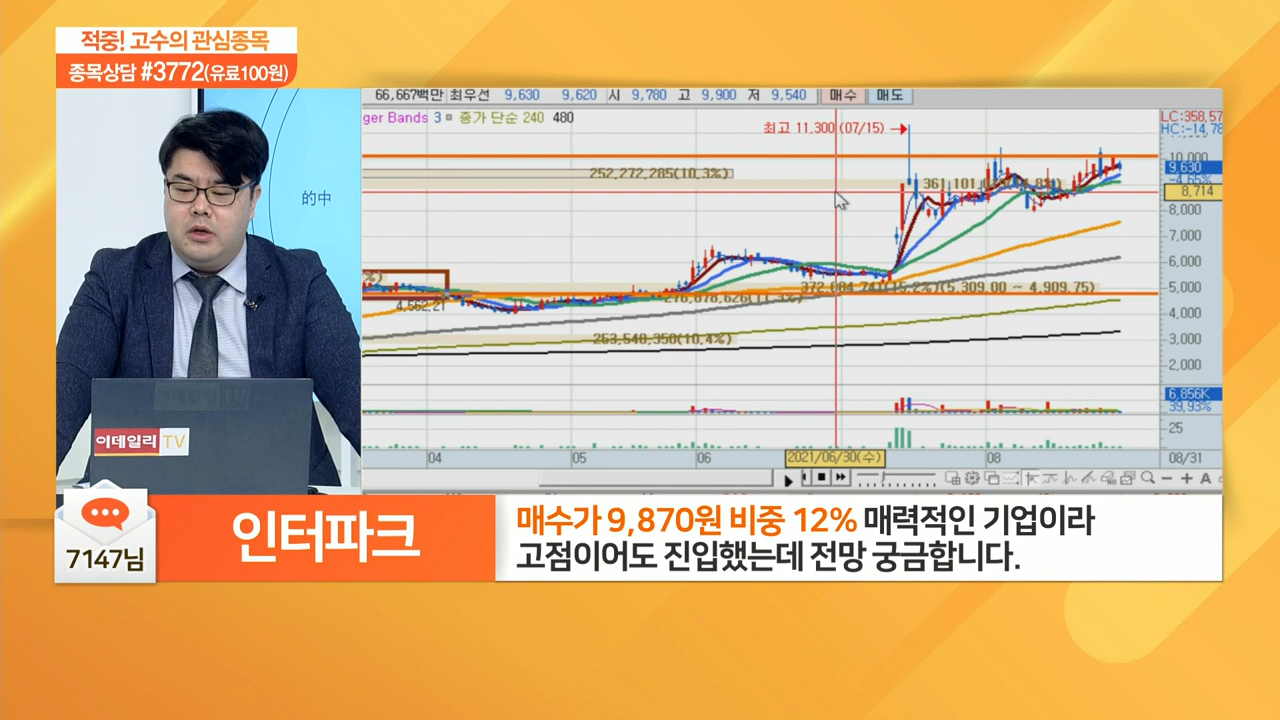 적중! 고수의 관심종목
종목상담 #3772(유료100원)
的中
66,667백만 최우선 9,630 9,620 시 9,780 고 9,900 저 9,540 매수 매도
ger Bands 3 종가 단순 240 480
최고 11,300 (07/15)
LC:358,57
HC:-14,78
10,000
252,272,285(10,3%)
9,630
-4,65%
8,714
8,000
7,000
6,000
%)
372,684,741(15,2%)(5,309.00 ~ 4,909.75)
5,000
276,878,626(11,3%)
4,562,21
4,000
253,548,358(10,4%)
3,000
2,000
6,856K
39,93%
25
04 05 06 2021/06/30(수) 08 08/31
이데일리 TV
7147님
인터파크
매수가 9,870원 비중 12% 매력적인 기업이라
고점이어도 진입했는데 전망 궁금합니다.